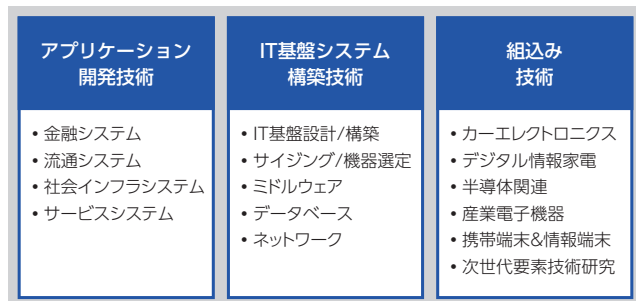 アプリケーション
開発技術
• 金融システム
• 流通システム
• 社会インフラシステム
• サービスシステム
IT基盤システム
構築技術
• IT基盤設計/構築
• サイジング/機器選定
• ミドルウェア
• データベース
• ネットワーク
組込み
技術
• カーエレクトロニクス
• デジタル情報家電
• 半導体関連
• 産業電子機器
• 携帯端末&情報端末
• 次世代要素技術研究